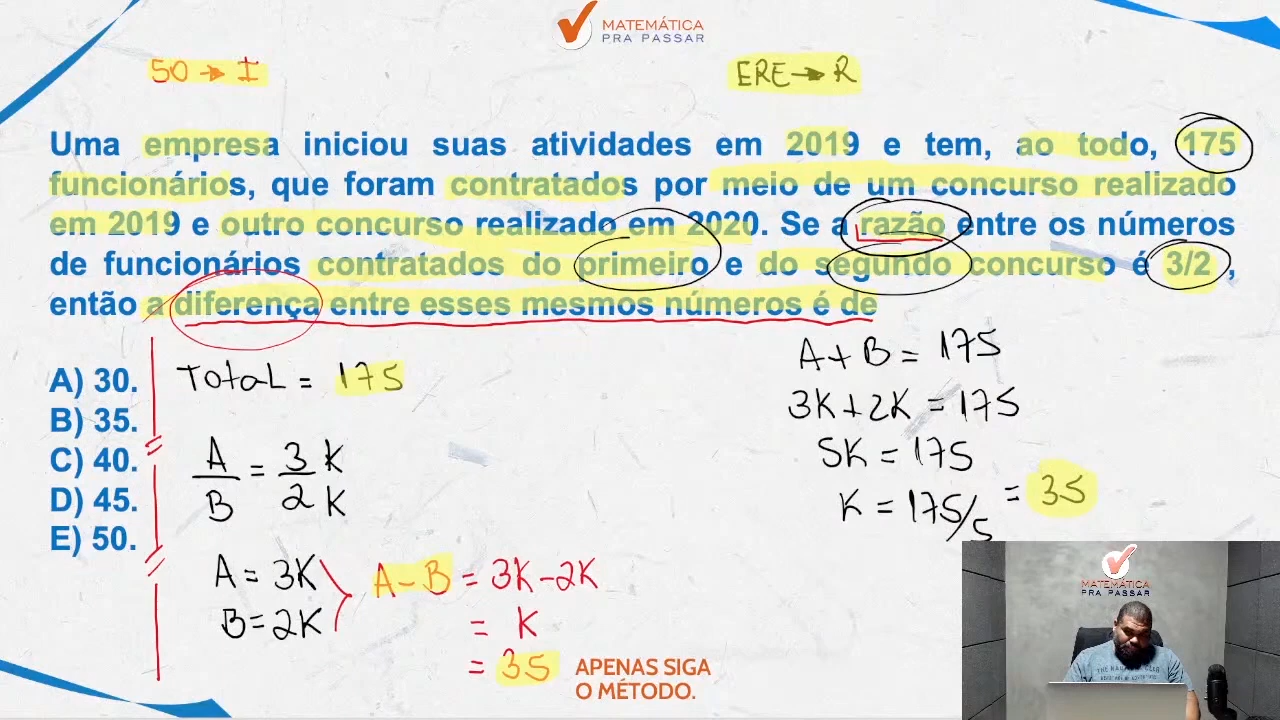 MATEMÁTICA
PRA PASSAR
50 → I
ERE → R
Uma empresa iniciou suas atividades em 2019 e tem, ao todo, 175
funcionários, que foram contratados por meio de um concurso realizado
em 2019 e outro concurso realizado em 2020. Se a razão entre os números
de funcionários contratados do primeiro e do segundo concurso é 3/2 ,
então a diferença entre esses mesmos números é de
A) 30.
B) 35.
C) 40.
D) 45.
E) 50.
TOTAL = 175
A/B = 3K/2K
A = 3K
B = 2K
A - B = 3K - 2K
= K
= 35
A + B = 175
3K + 2K = 175
5K = 175
K = 175/5 = 35
APENAS SIGA
O MÉTODO.
MATEMÁTICA
PRA PASSAR